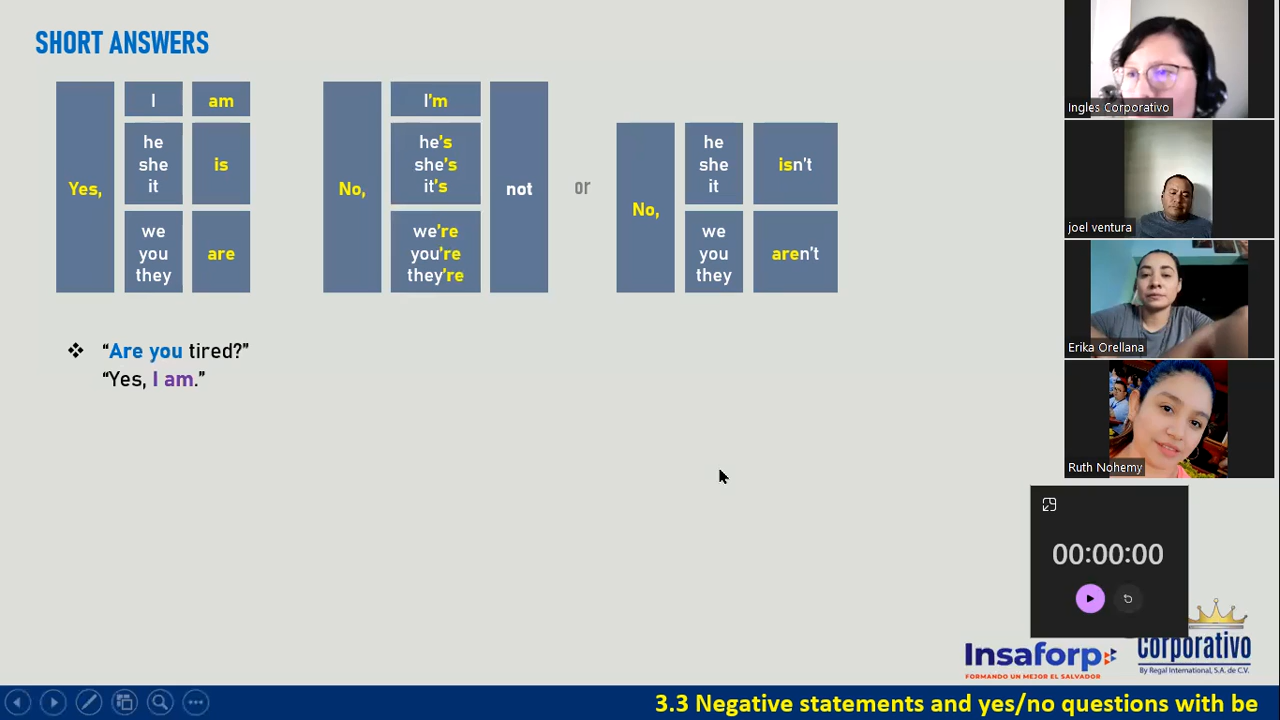 SHORT ANSWERS
Yes,
I
am
he
she
it
is
we
you
they
are
No,
I'm
he's
she's
it's
we're
you're
they're
not
or
No,
he
she
it
isn't
we
you
they
aren't
❖ “Are you tired?”
“Yes, I am.”
Ingles Corporativo
joel ventura
Erika Orellana
Ruth Nohemy
00:00:00
Insaforp
FORMANDO UN MEJOR EL SALVADOR
Corporativo
By Regal International, S.A. de C.V.
3.3 Negative statements and yes/no questions with be